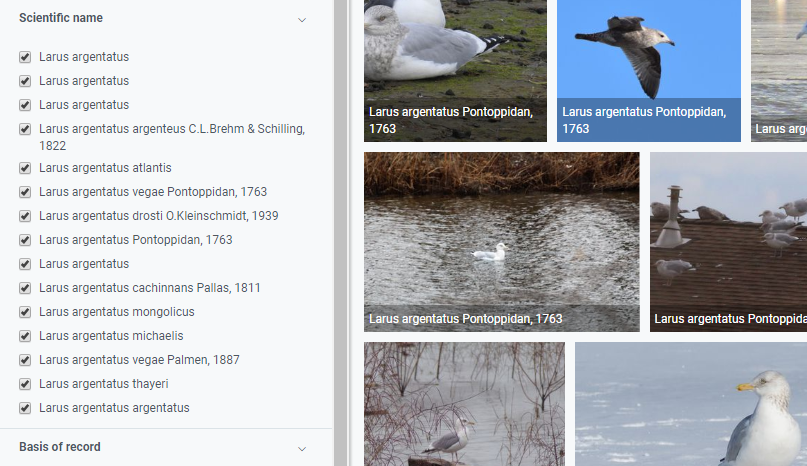 Scientific name
Larus argentatus
Larus argentatus
Larus argentatus
Larus argentatus argenteus C.L.Brehm & Schilling,
1822
Larus argentatus atlantis
Larus argentatus vegae Pontoppidan, 1763
Larus argentatus drosti O.Kleinschmidt, 1939
Larus argentatus Pontoppidan, 1763
Larus argentatus
Larus argentatus cachinnans Pallas, 1811
Larus argentatus mongolicus
Larus argentatus michaelis
Larus argentatus vegae Palmen, 1887
Larus argentatus thayeri
Larus argentatus argentatus
Basis of record
Larus argentatus Pontoppidan,
1763
Larus argentatus Pontoppidan,
1763
Larus arg
Larus argentatus Pontoppidan, 1763
Larus argentatus Pontoppida